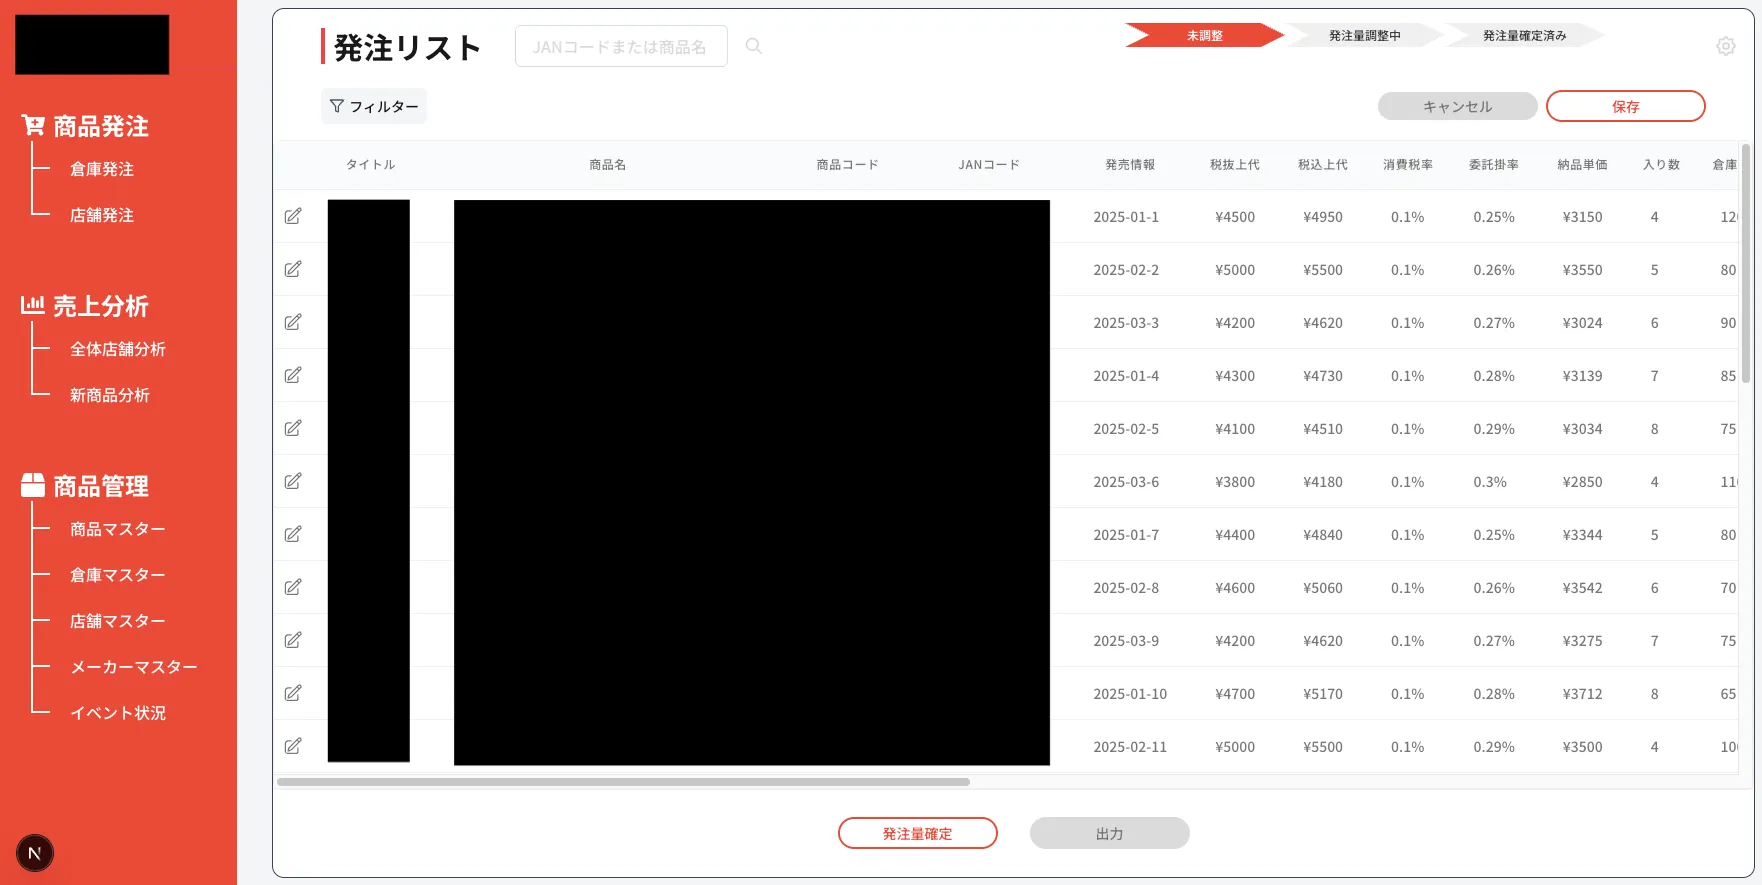 商品発注
倉庫発注
店舗発注
売上分析
全体店舗分析
新商品分析
商品管理
商品マスター
倉庫マスター
店舗マスター
メーカーマスター
イベント状況
N
発注リスト
JANコードまたは商品名
未調整 発注量調整中 発注量確定済み
フィルター
キャンセル 保存
タイトル 商品名 商品コード JANコード 発売情報 税抜上代 税込上代 消費税率 委託掛率 納品単価 入り数 倉庫
2025-01-1 ¥4500 ¥4950 0.1% 0.25% ¥3150 4 120
2025-02-2 ¥5000 ¥5500 0.1% 0.26% ¥3550 5 80
2025-03-3 ¥4200 ¥4620 0.1% 0.27% ¥3024 6 90
2025-01-4 ¥4300 ¥4730 0.1% 0.28% ¥3139 7 85
2025-02-5 ¥4100 ¥4510 0.1% 0.29% ¥3034 8 75
2025-03-6 ¥3800 ¥4180 0.1% 0.3% ¥2850 4 110
2025-01-7 ¥4400 ¥4840 0.1% 0.25% ¥3344 5 80
2025-02-8 ¥4600 ¥5060 0.1% 0.26% ¥3542 6 70
2025-03-9 ¥4200 ¥4620 0.1% 0.27% ¥3275 7 75
2025-01-10 ¥4700 ¥5170 0.1% 0.28% ¥3712 8 65
2025-02-11 ¥5000 ¥5500 0.1% 0.29% ¥3500 4 100
発注量確定 出力